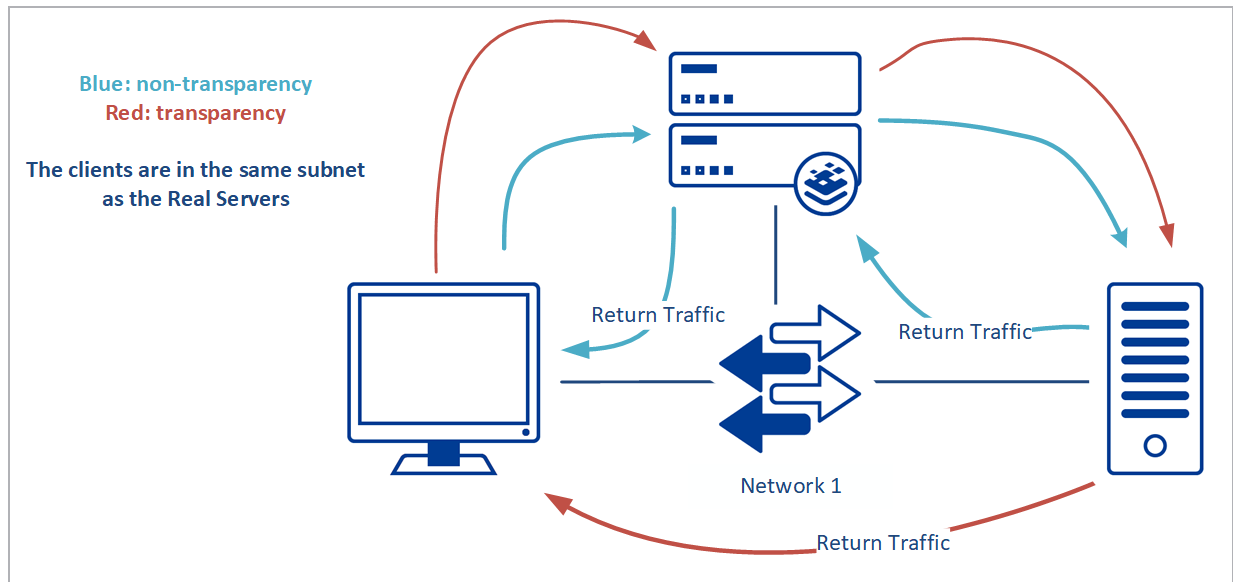 Blue: non-transparency
Red: transparency
The clients are in the same subnet
as the Real Servers
Return Traffic
Return Traffic
Network 1
Return Traffic